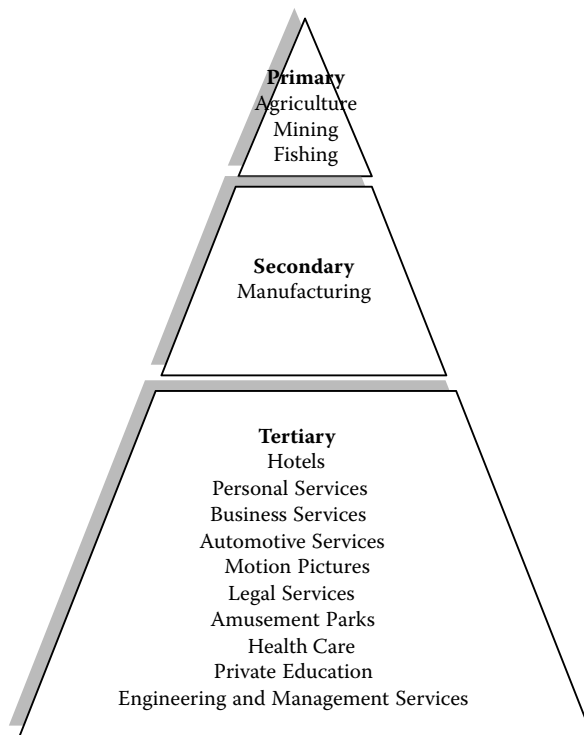 Primary
Agriculture
Mining
Fishing
Secondary
Manufacturing
Tertiary
Hotels
Personal Services
Business Services
Automotive Services
Motion Pictures
Legal Services
Amusement Parks
Health Care
Private Education
Engineering and Management Services